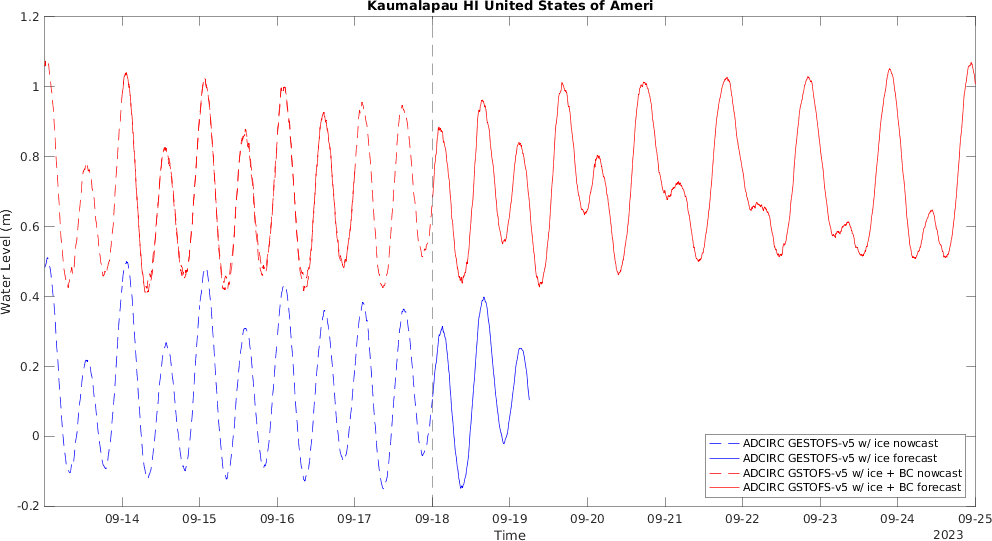 Kaumalapau HI United States of Ameri
1.2
1
0.8
0.6
0.4
0.2
0
-0.2
Water Level (m)
09-14 09-15 09-16 09-17 09-18 09-19 09-20 09-21 09-22 09-23 09-24 09-25
Time
2023
ADCIRC GESTOFS-v5 w/ ice nowcast
ADCIRC GESTOFS-v5 w/ ice forecast
ADCIRC GSTOFS-v5 w/ ice + BC nowcast
ADCIRC GSTOFS-v5 w/ ice + BC forecast